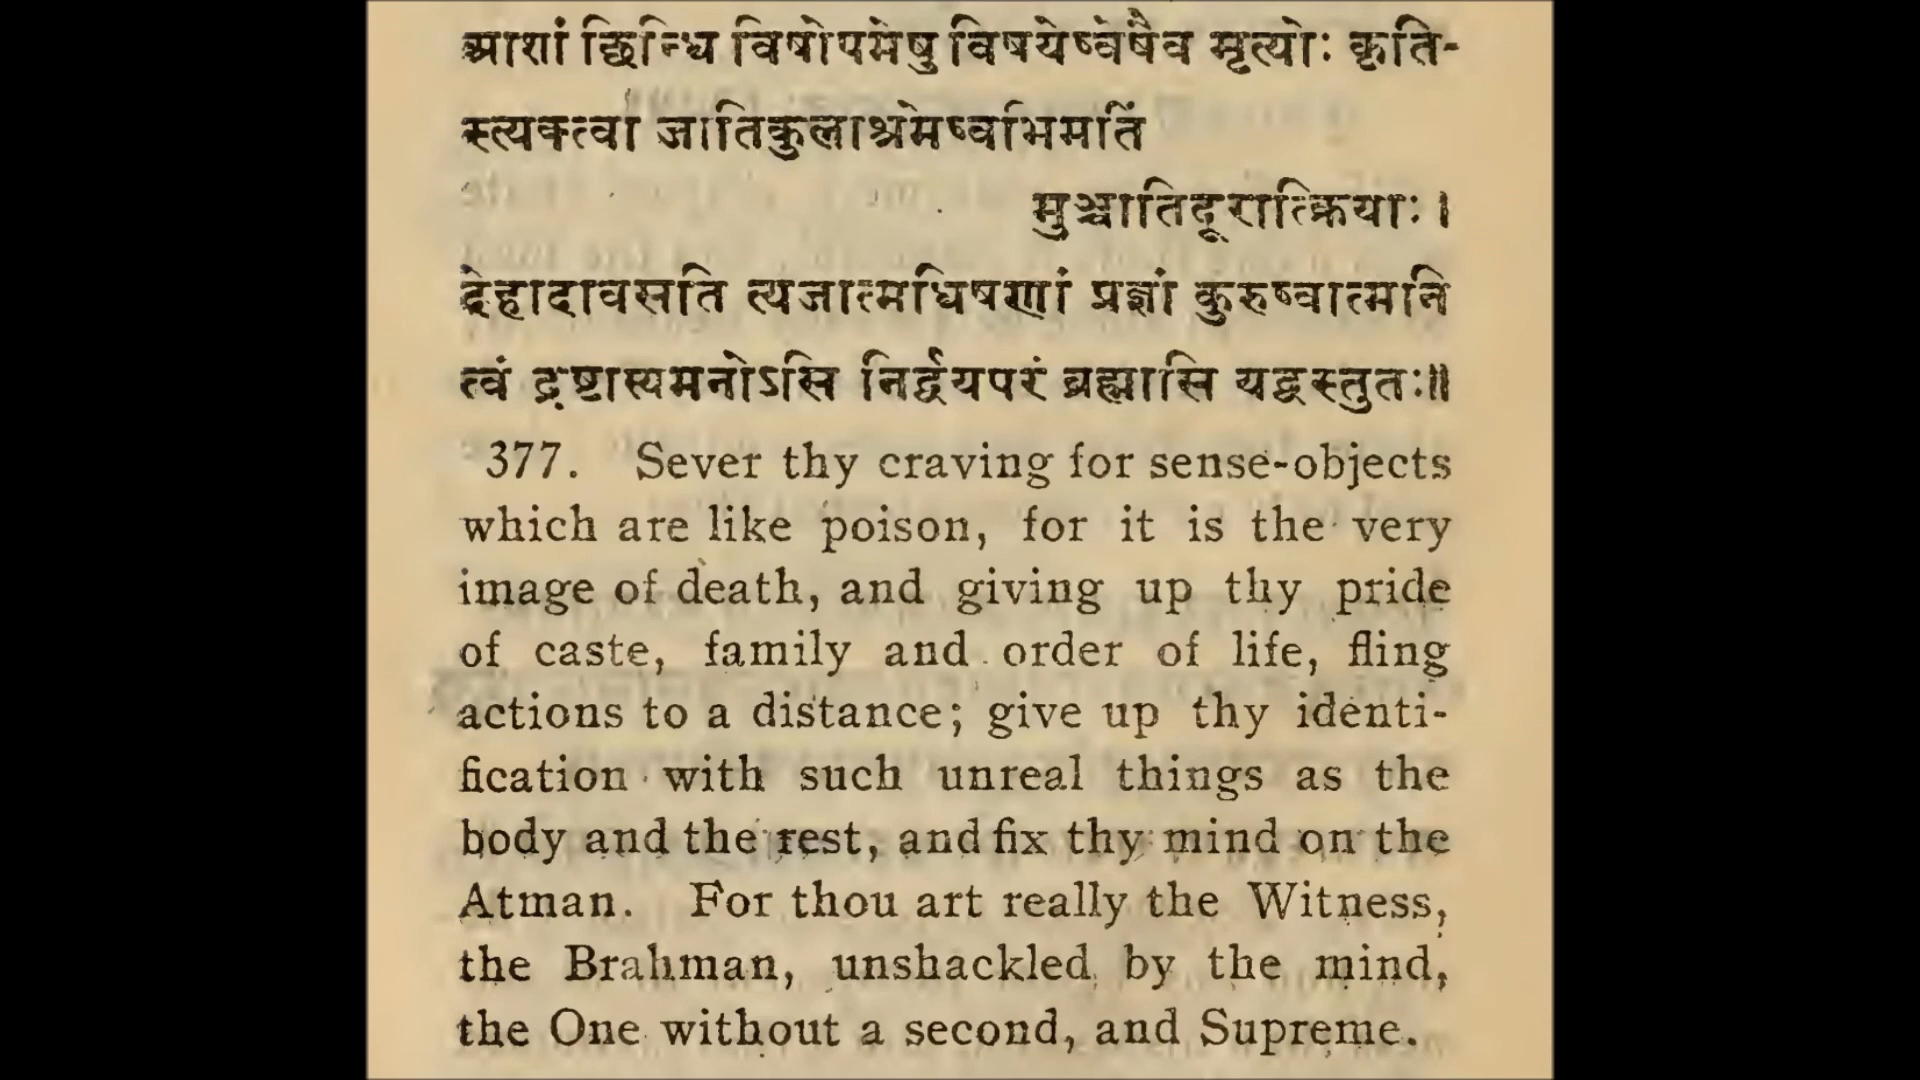 आशां छिन्धि विषोपमेषु विषयेष्वेषैव मृत्योः कृति-
स्त्यक्त्वा जातिकुलाश्रमेष्वभिमतिं
मुञ्चातिदूरात्क्रियाः ।
देहादावसति त्यजात्मधिषणां प्रज्ञां कुरुष्वात्मनि
त्वं द्रष्टास्यमनोऽसि निर्द्वयपरं ब्रह्मासि यद्वस्तुतः॥
377. Sever thy craving for sense-objects
which are like poison, for it is the very
image of death, and giving up thy pride
of caste, family and order of life, fling
actions to a distance; give up thy identi-
fication with such unreal things as the
body and the rest, and fix thy mind on the
Atman. For thou art really the Witness,
the Brahman, unshackled by the mind,
the One without a second, and Supreme.